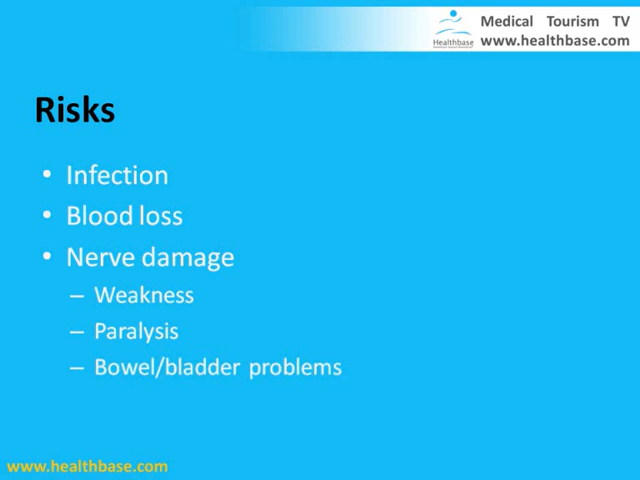 Medical Tourism TV
Healthbase www.healthbase.com
Risks
• Infection
• Blood loss
• Nerve damage
– Weakness
– Paralysis
– Bowel/bladder problems
www.healthbase.com